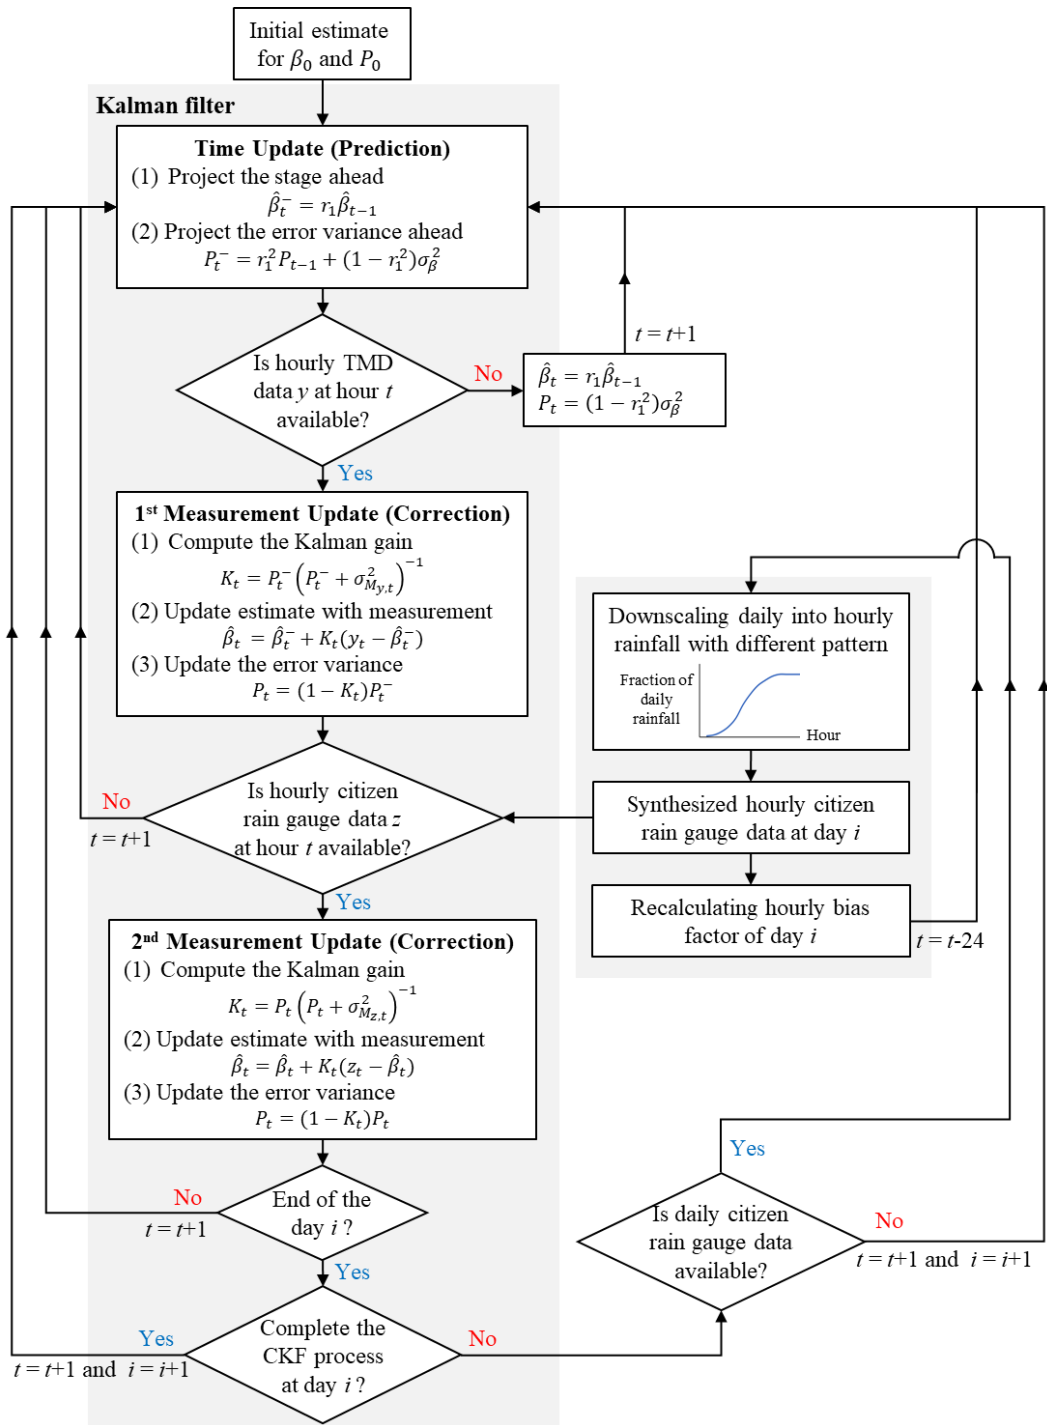 Initial estimate
for β₀ and P₀
Kalman filter
Time Update (Prediction)
(1) Project the stage ahead
β̂ₜ⁻ = r₁β̂ₜ₋₁
(2) Project the error variance ahead
Pₜ⁻ = r₁²Pₜ₋₁ + (1 − r₁²)σᵦ²
Is hourly TMD
data y at hour t
available?
No
t = t+1
β̂ₜ = r₁β̂ₜ₋₁
Pₜ = (1 − r₁²)σᵦ²
Yes
1st Measurement Update (Correction)
(1) Compute the Kalman gain
Kₜ = Pₜ⁻(Pₜ⁻ + σ²_{M_{y,t}})⁻¹
(2) Update estimate with measurement
β̂ₜ = β̂ₜ⁻ + Kₜ(yₜ − β̂ₜ⁻)
(3) Update the error variance
Pₜ = (1 − Kₜ)Pₜ⁻
Downscaling daily into hourly
rainfall with different pattern
Fraction of
daily
rainfall
Hour
Is hourly citizen
rain gauge data z
at hour t available?
No
t = t+1
Synthesized hourly citizen
rain gauge data at day i
Recalculating hourly bias
factor of day i
t = t-24
Yes
2nd Measurement Update (Correction)
(1) Compute the Kalman gain
Kₜ = Pₜ(Pₜ + σ²_{M_{z,t}})⁻¹
(2) Update estimate with measurement
β̂ₜ = β̂ₜ + Kₜ(zₜ − β̂ₜ)
(3) Update the error variance
Pₜ = (1 − Kₜ)Pₜ
End of the
day i ?
No
t = t+1
Yes
Complete the
CKF process
at day i ?
Yes
t = t+1 and i = i+1
No
Is daily citizen
rain gauge data
available?
Yes
No
t = t+1 and i = i+1